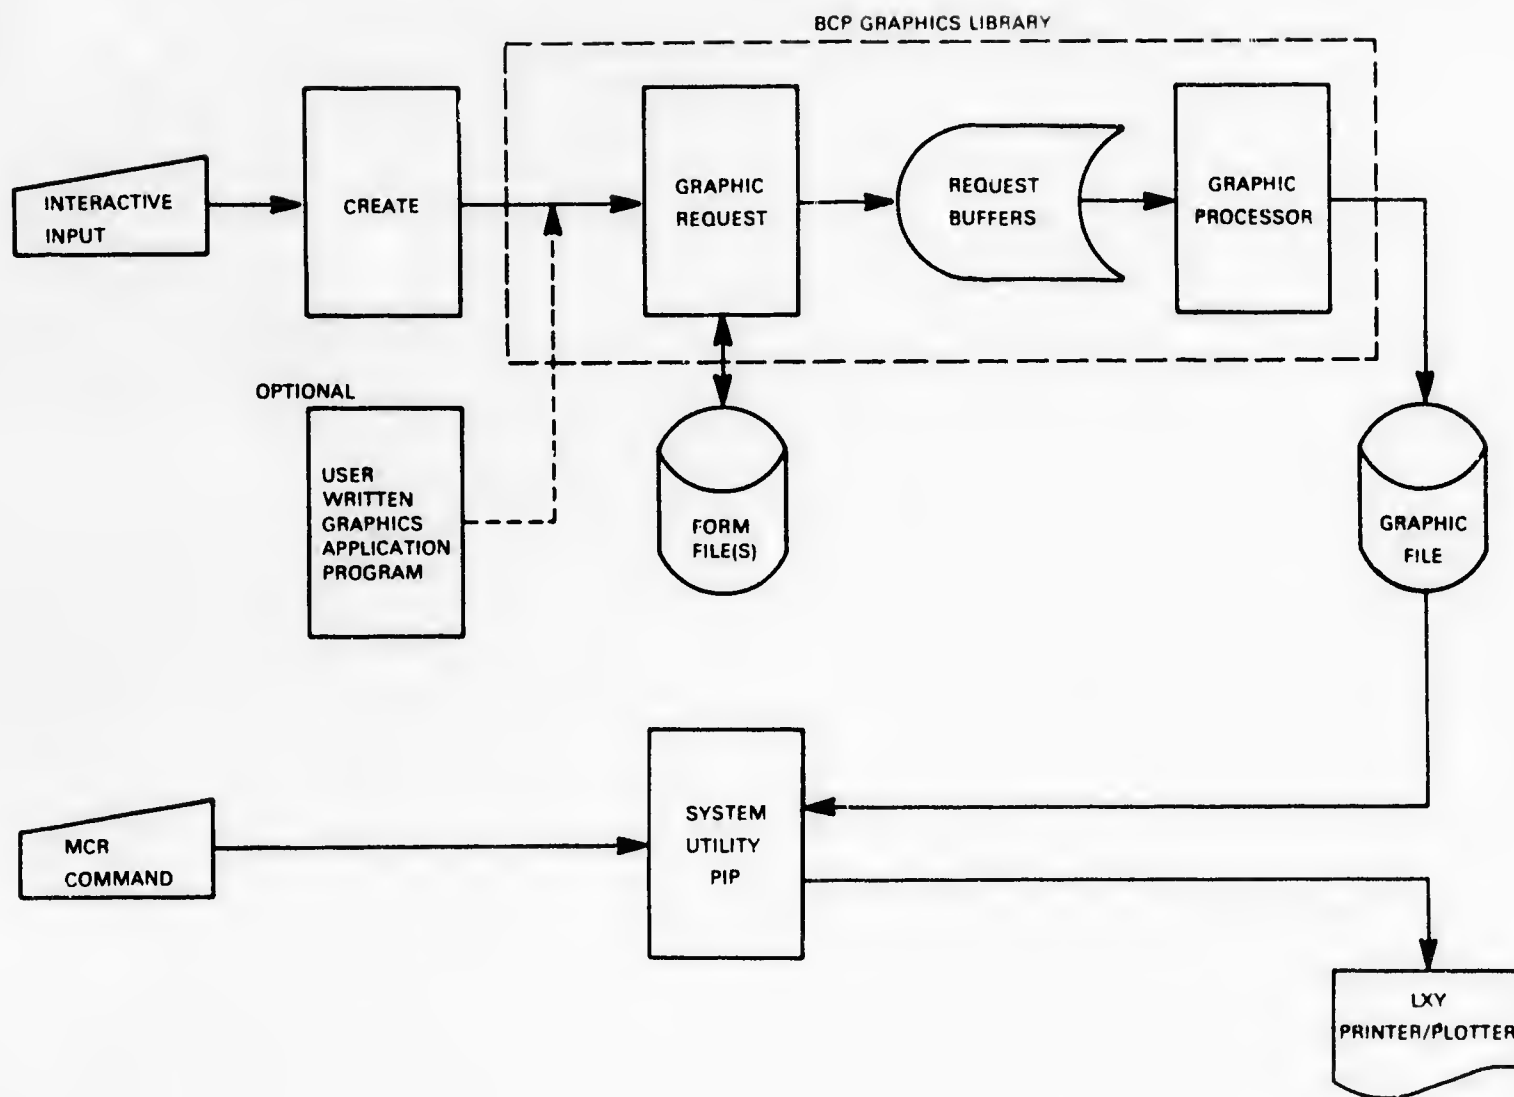 BCP GRAPHICS LIBRARY
INTERACTIVE
INPUT
CREATE
GRAPHIC
REQUEST
REQUEST
BUFFERS
GRAPHIC
PROCESSOR
OPTIONAL
USER
WRITTEN
GRAPHICS
APPLICATION
PROGRAM
FORM
FILE(S)
GRAPHIC
FILE
MCR
COMMAND
SYSTEM
UTILITY
PIP
LXY
PRINTER/PLOTTER